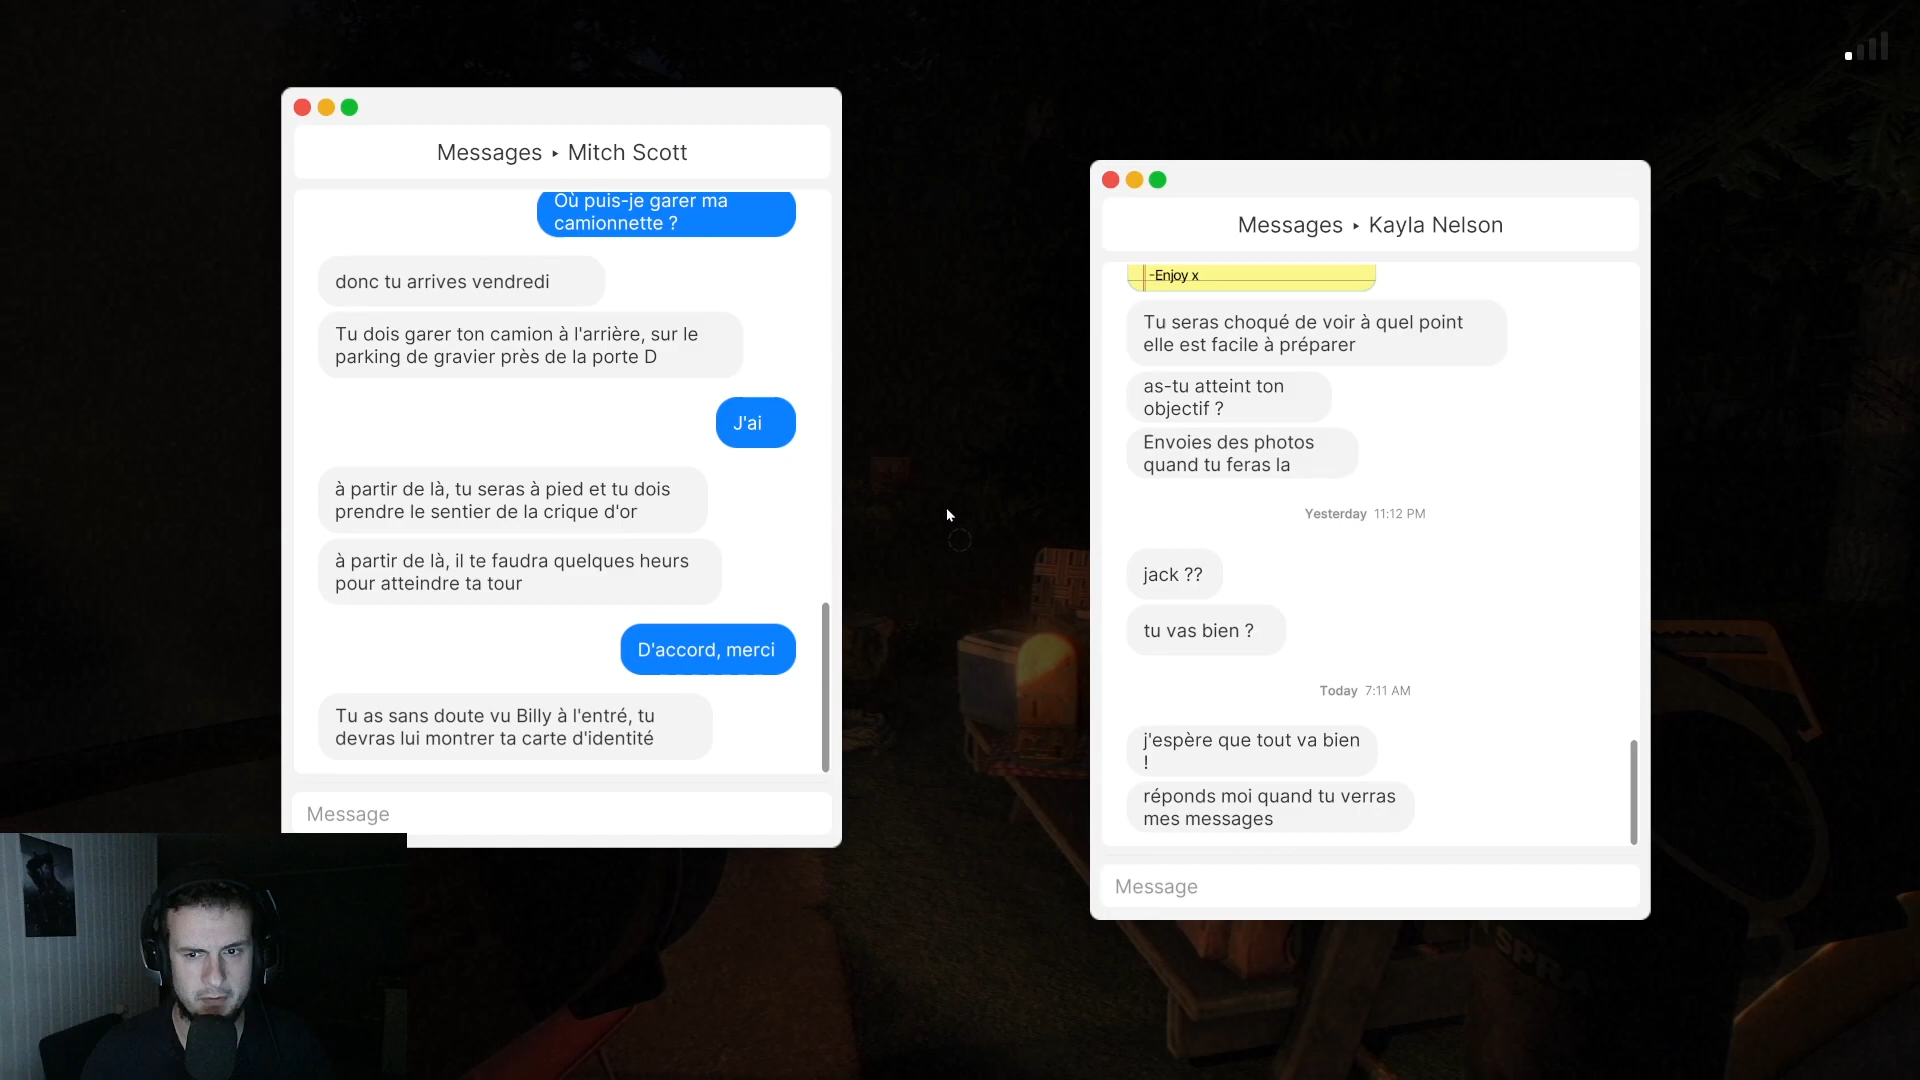 Messages ▸ Mitch Scott
Où puis-je garer ma
camionnette ?
donc tu arrives vendredi
Tu dois garer ton camion à l'arrière, sur le
parking de gravier près de la porte D
J'ai
à partir de là, tu seras à pied et tu dois
prendre le sentier de la crique d'or
à partir de là, il te faudra quelques heurs
pour atteindre ta tour
D'accord, merci
Tu as sans doute vu Billy à l'entré, tu
devras lui montrer ta carte d'identité
Message
Messages ▸ Kayla Nelson
-Enjoy x
Tu seras choqué de voir à quel point
elle est facile à préparer
as-tu atteint ton
objectif ?
Envoies des photos
quand tu feras la
Yesterday 11:12 PM
jack ??
tu vas bien ?
Today 7:11 AM
j'espère que tout va bien
!
réponds moi quand tu verras
mes messages
Message
SPRA